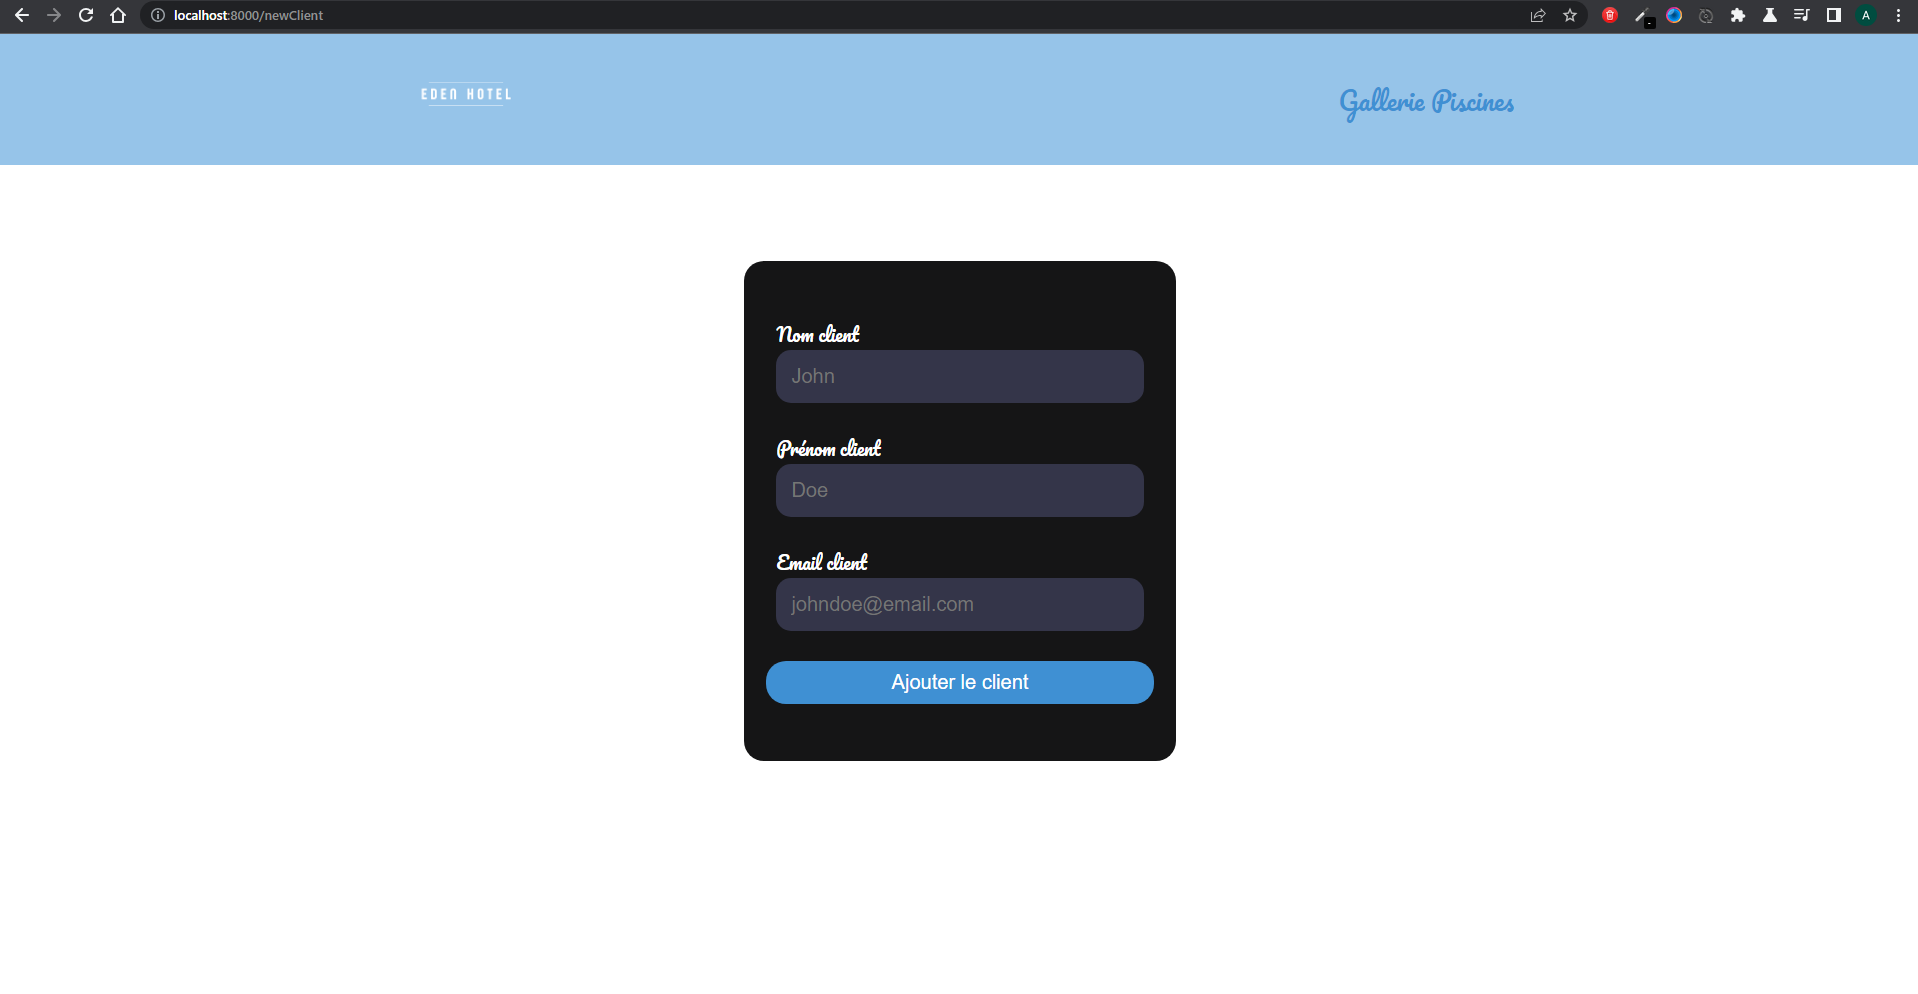 localhost:8000/newClient
A
EDEN HOTEL
Gallerie Piscines
Nom client
John
Prénom client
Doe
Email client
johndoe@email.com
Ajouter le client